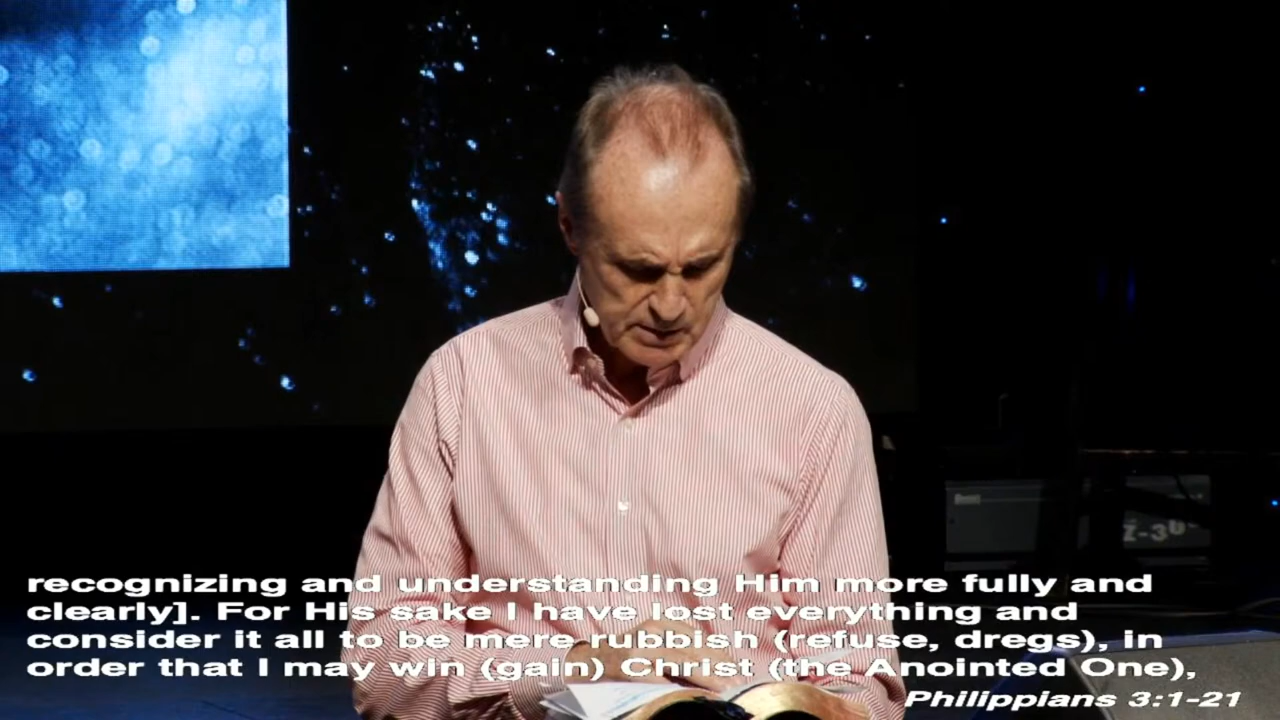 recognizing and understanding Him more fully and
clearly]. For His sake I have lost everything and
consider it all to be mere rubbish (refuse, dregs), in
order that I may win (gain) Christ (the Anointed One),
Philippians 3:1-21